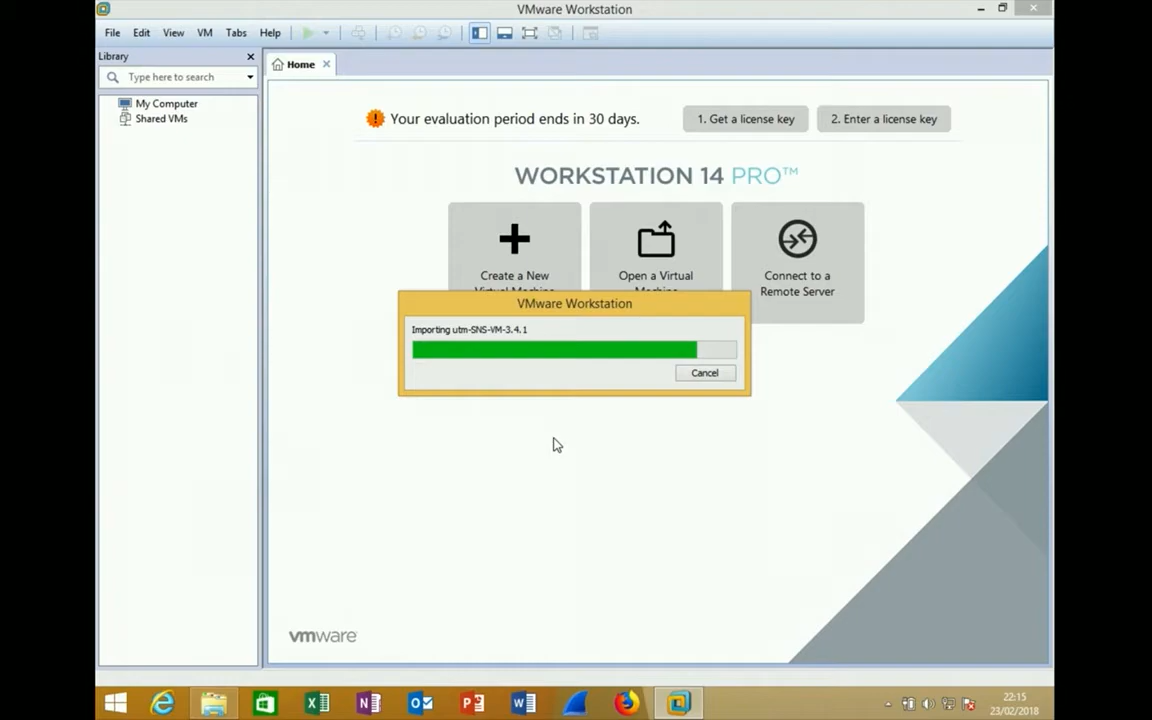 VMware Workstation
File Edit View VM Tabs Help
Library
Home
Type here to search
My Computer
Shared VMs
Your evaluation period ends in 30 days.
1. Get a license key
2. Enter a license key
WORKSTATION 14 PRO™
Create a New
Virtual Machine
Open a Virtual
Machine
Connect to a
Remote Server
VMware Workstation
Importing utm-SNS-VM-3.4.1
Cancel
vmware
22:15
23/02/2018